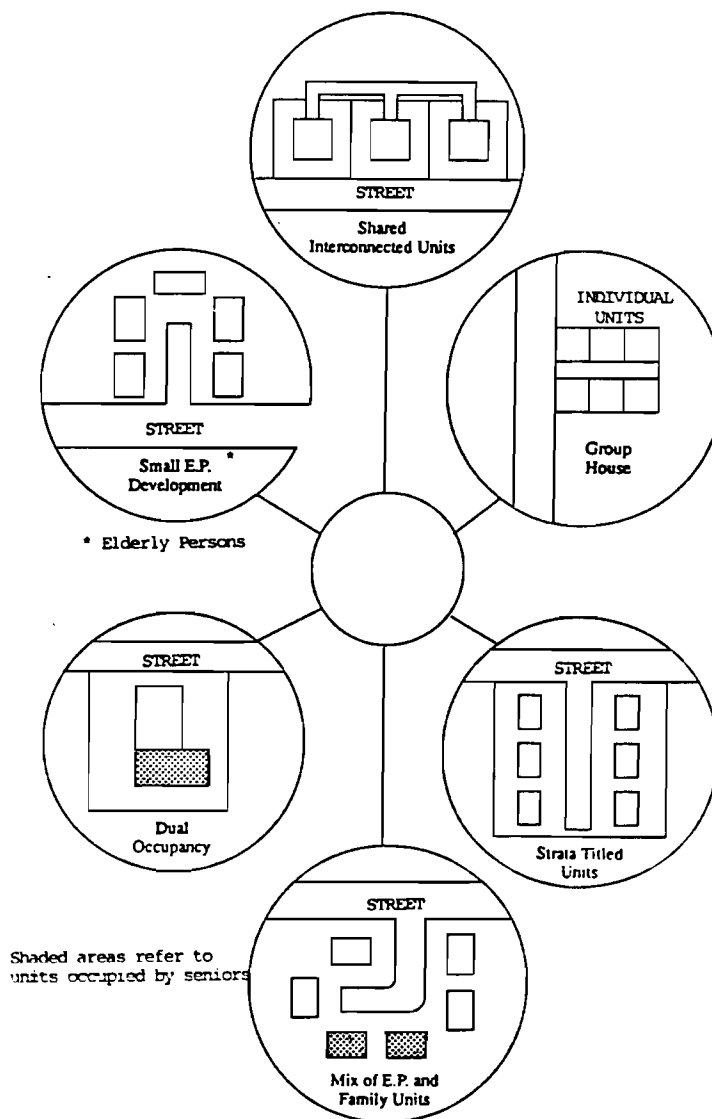 STREET
Shared
Interconnected Units
INDIVIDUAL
UNITS
Group
House
STREET
Small E.P. *
Development
* Elderly Persons
STREET
Dual
Occupancy
STREET
Strata Titled
Units
Shaded areas refer to
units occupied by seniors
STREET
Mix of E.P. and
Family Units